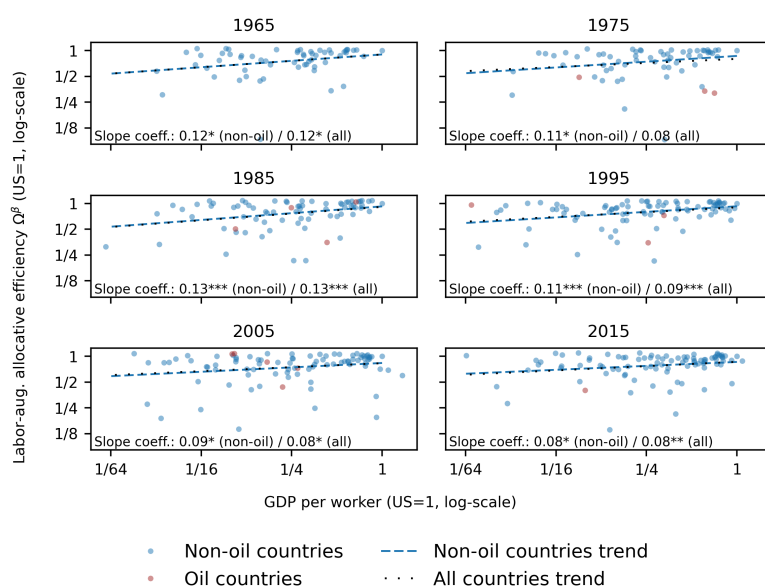 1965
1975
1
1/2
1/4
1/8
Slope coeff.: 0.12* (non-oil) / 0.12* (all)
Slope coeff.: 0.11* (non-oil) / 0.08 (all)
1985
1995
1
1/2
1/4
1/8
Slope coeff.: 0.13*** (non-oil) / 0.13*** (all)
Slope coeff.: 0.11*** (non-oil) / 0.09*** (all)
2005
2015
1
1/2
1/4
1/8
Slope coeff.: 0.09* (non-oil) / 0.08* (all)
Slope coeff.: 0.08* (non-oil) / 0.08** (all)
1/64 1/16 1/4 1
1/64 1/16 1/4 1
Labor-aug. allocative efficiency Ω^β (US=1, log-scale)
GDP per worker (US=1, log-scale)
Non-oil countries
Non-oil countries trend
Oil countries
All countries trend